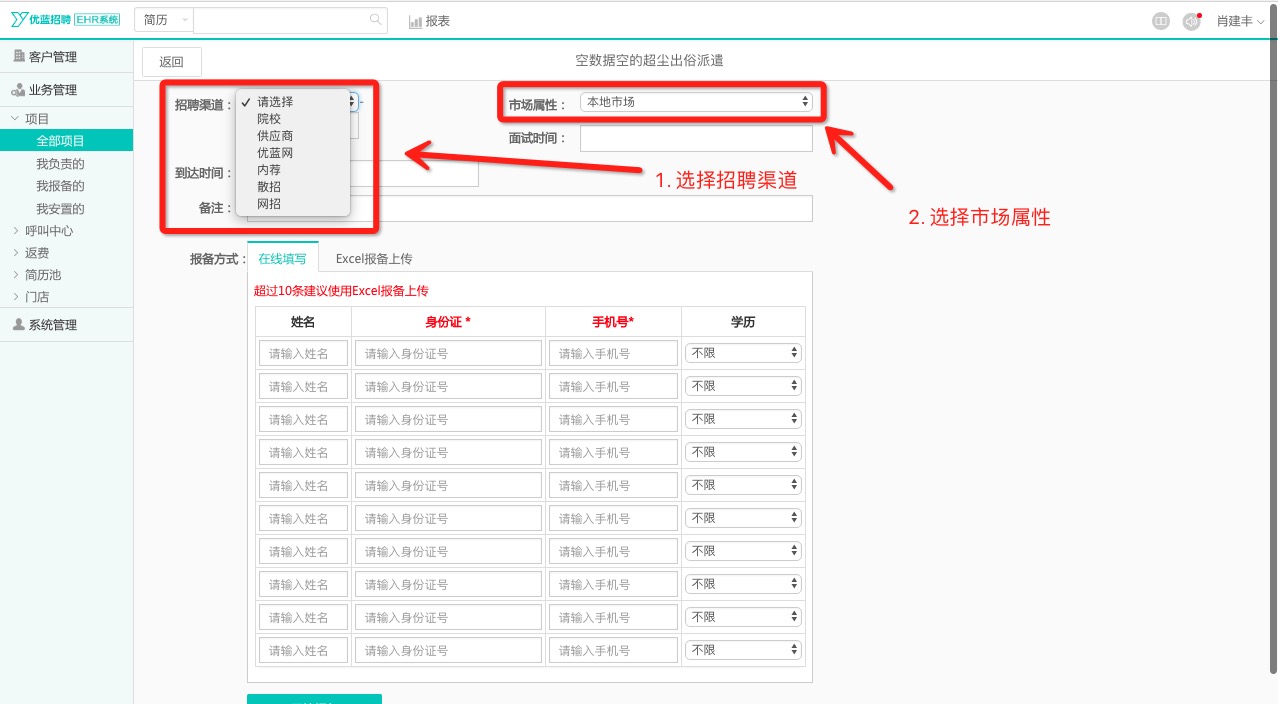 优蓝招聘 EHR系统 简历 报表 肖建丰
客户管理
业务管理
项目
全部项目
我负责的
我报备的
我安置的
呼叫中心
返费
简历池
门店
系统管理
返回 空数据空的超尘出俗派遣
招聘渠道： ✓ 请选择
院校
供应商
优蓝网
内荐
散招
网招
市场属性： 本地市场
面试时间：
到达时间：
备注：
1. 选择招聘渠道
2. 选择市场属性
报备方式： 在线填写 Excel报备上传
超过10条建议使用Excel报备上传
姓名 身份证 * 手机号* 学历
请输入姓名 请输入身份证号 请输入手机号 不限
请输入姓名 请输入身份证号 请输入手机号 不限
请输入姓名 请输入身份证号 请输入手机号 不限
请输入姓名 请输入身份证号 请输入手机号 不限
请输入姓名 请输入身份证号 请输入手机号 不限
请输入姓名 请输入身份证号 请输入手机号 不限
请输入姓名 请输入身份证号 请输入手机号 不限
请输入姓名 请输入身份证号 请输入手机号 不限
请输入姓名 请输入身份证号 请输入手机号 不限
请输入姓名 请输入身份证号 请输入手机号 不限